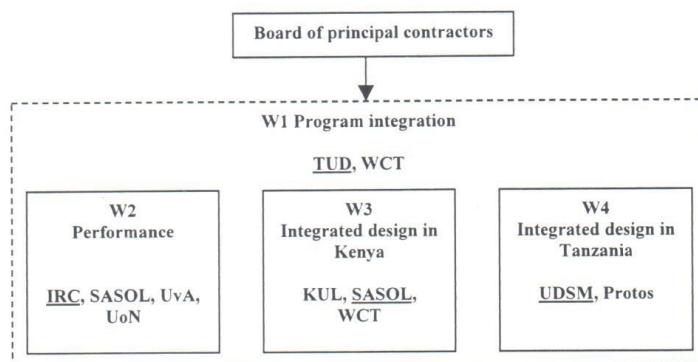 Board of principal contractors
W1 Program integration
TUD, WCT
W2
Performance
IRC, SASOL, UvA,
UoN
W3
Integrated design in
Kenya
KUL, SASOL,
WCT
W4
Integrated design in
Tanzania
UDSM, Protos